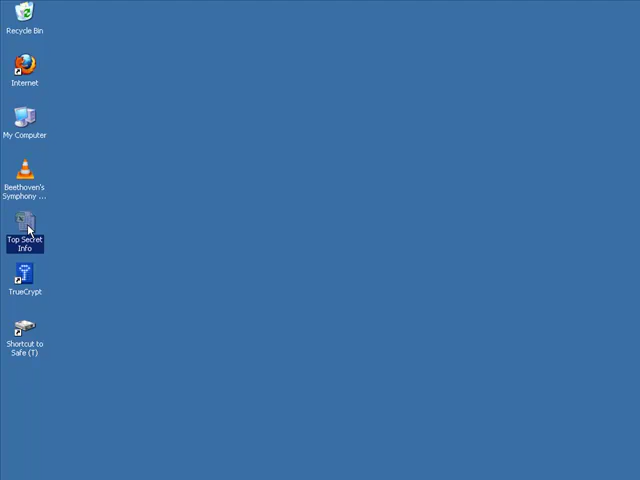 Recycle Bin
Internet
My Computer
Beethoven's
Symphony ...
Top Secret
Info
TrueCrypt
Shortcut to
Safe (T)